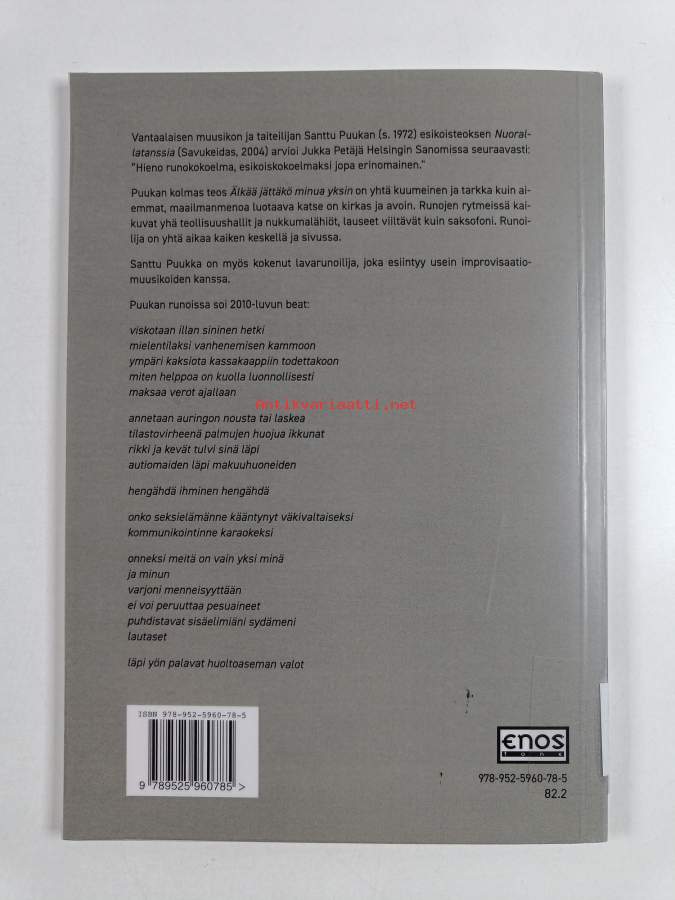 Vantaalaisen muusikon ja taiteilijan Santtu Puukan (s. 1972) esikoisteoksen Nuoral-
latanssia (Savukeidas, 2004) arvioi Jukka Petäjä Helsingin Sanomissa seuraavasti:
"Hieno runokokoelma, esikoiskokoelmaksi jopa erinomainen."
Puukan kolmas teos Älkää jättäkö minua yksin on yhtä kuumeinen ja tarkka kuin ai-
emmat, maailmanmenoa luotaava katse on kirkas ja avoin. Runojen rytmeissä kai-
kuvat yhä teollisuushallit ja nukkumalähiöt, lauseet viiltävät kuin saksofoni. Runoi-
lija on yhtä aikaa kaiken keskellä ja sivussa.
Santtu Puukka on myös kokenut lavarunoilija, joka esiintyy usein improvisaatio-
muusikoiden kanssa.
Puukan runoissa soi 2010-luvun beat:
viskotaan illan sininen hetki
mielentilaksi vanhenemisen kammoon
ympäri kaksiota kassakaappiin todettakoon
miten helppoa on kuolla luonnollisesti
maksaa verot ajallaan
Antikvariaatti.net
annetaan auringon nousta tai laskea
tilastovirheenä palmujen huojua ikkunat
rikki ja kevät tulvi sinä läpi
autiomaiden läpi makuuhuoneiden
hengähdä ihminen hengähdä
onko seksielämänne kääntynyt väkivaltaiseksi
kommunikointinne karaokeksi
onneksi meitä on vain yksi minä
ja minun
varjoni menneisyyttään
ei voi peruuttaa pesuaineet
puhdistavat sisäelimiäni sydämeni
lautaset
läpi yön palavat huoltoaseman valot
ISBN 978-952-5960-78-5
9 789525 960785 >
€nos
tone
978-952-5960-78-5
82.2